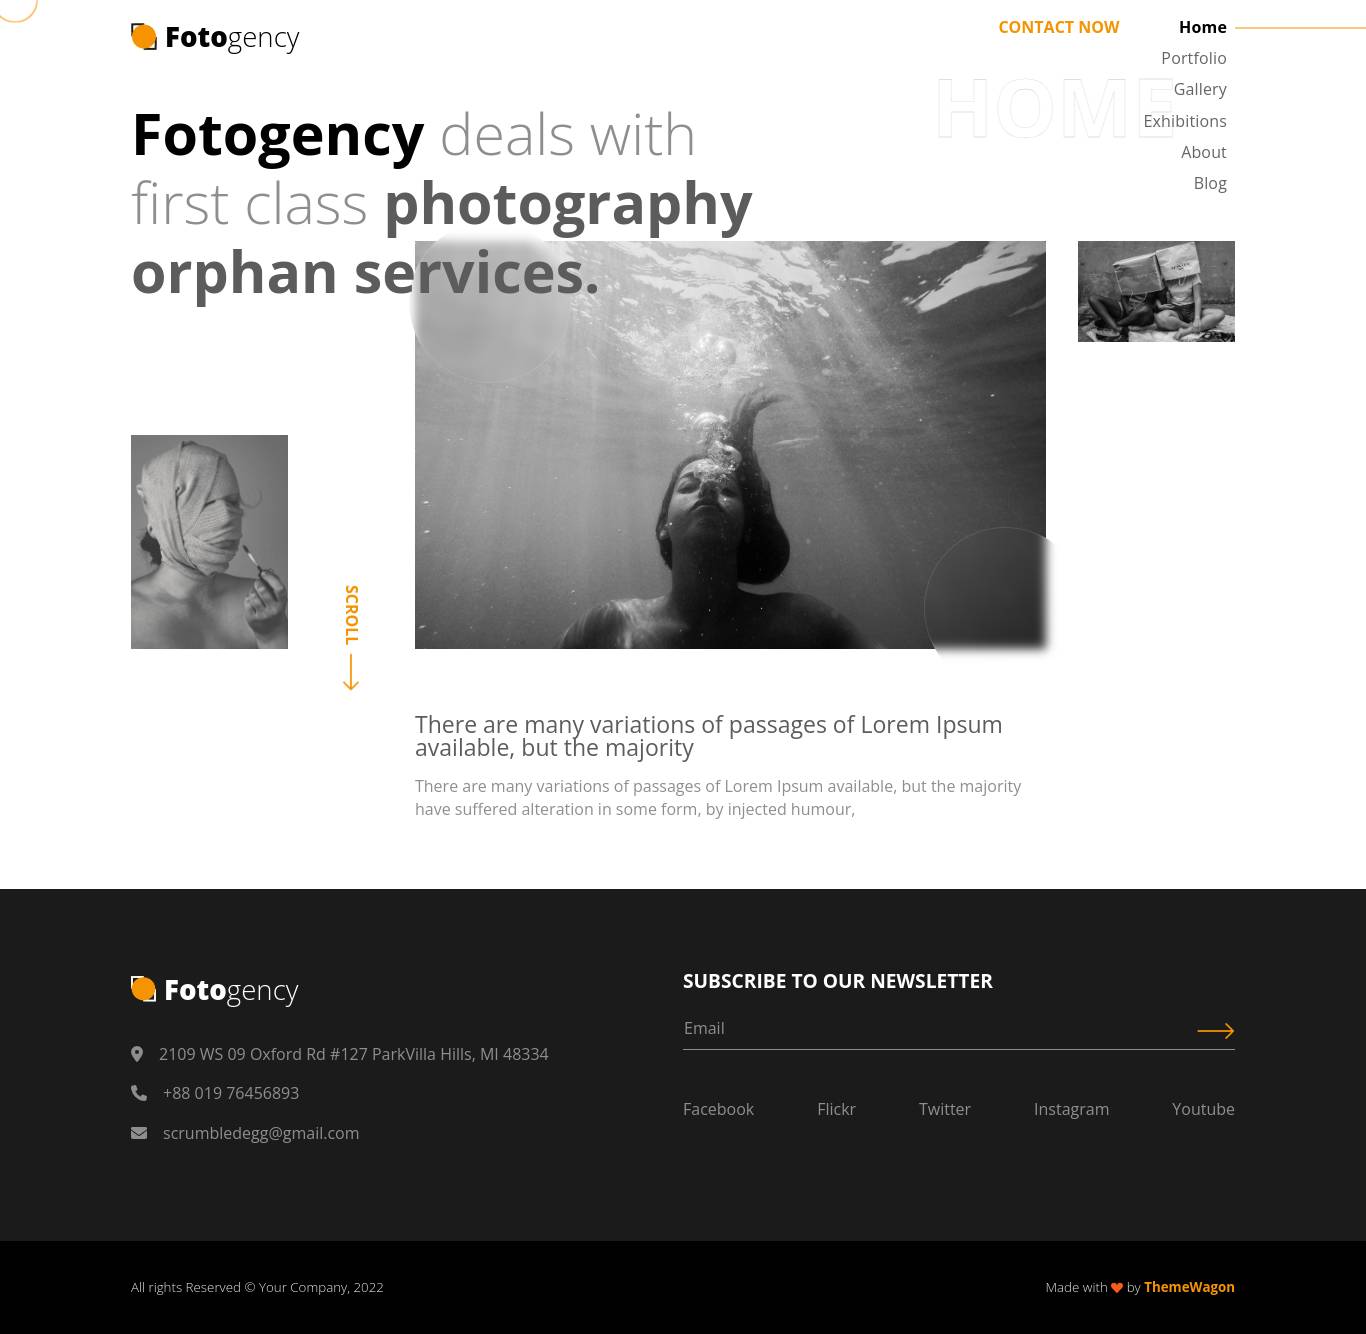 Fotogency
CONTACT NOW
Home
Portfolio
Gallery
Exhibitions
About
Blog
HOME
Fotogency deals with
first class photography
orphan services.
SCROLL
There are many variations of passages of Lorem Ipsum
available, but the majority
There are many variations of passages of Lorem Ipsum available, but the majority
have suffered alteration in some form, by injected humour,
Fotogency
2109 WS 09 Oxford Rd #127 ParkVilla Hills, MI 48334
+88 019 76456893
scrumbledegg@gmail.com
SUBSCRIBE TO OUR NEWSLETTER
Email
Facebook Flickr Twitter Instagram Youtube
All rights Reserved © Your Company, 2022
Made with ❤ by ThemeWagon